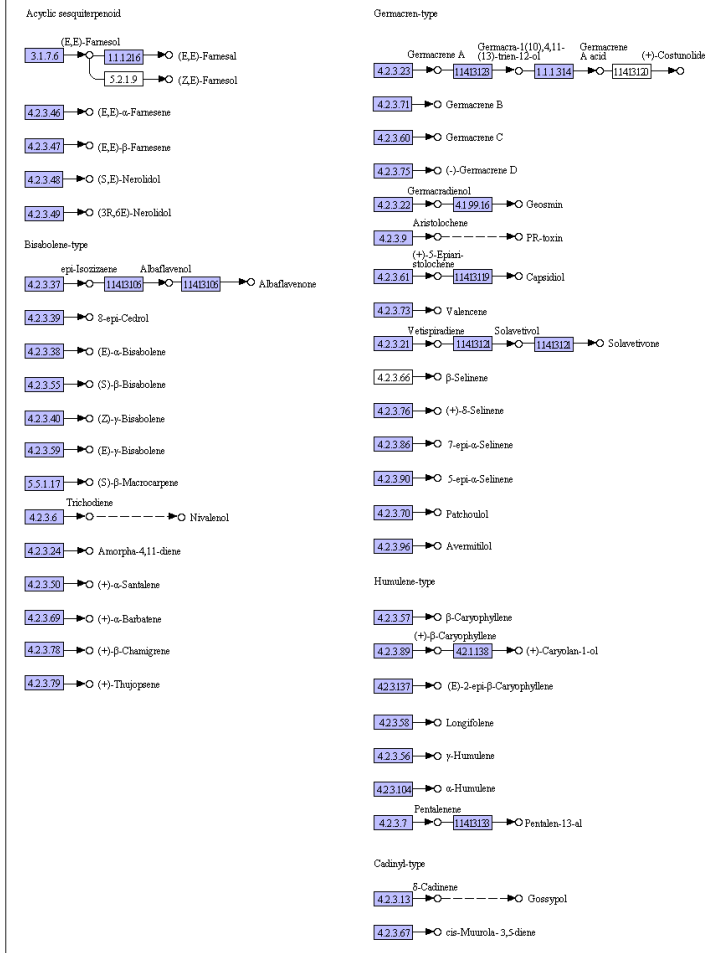 Acyclic sesquiterpenoid
(E,E)-Farnesol
3.1.7.6 1.1.1.216 (E,E)-Farnesal
5.2.1.9 (Z,E)-Farnesol
4.2.3.46 (E,E)-α-Farnesene
4.2.3.47 (E,E)-β-Farnesene
4.2.3.48 (S,E)-Nerolidol
4.2.3.49 (3R,6E)-Nerolidol
Bisabolene-type
epi-Isozizaene Albaflavenol
4.2.3.37 1.14.13.106 1.14.13.106 Albaflavenone
4.2.3.39 8-epi-Cedrol
4.2.3.38 (E)-α-Bisabolene
4.2.3.55 (S)-β-Bisabolene
4.2.3.40 (Z)-γ-Bisabolene
4.2.3.59 (E)-γ-Bisabolene
5.5.1.17 (S)-β-Macrocarpene
Trichodiene
4.2.3.6 Nivalenol
4.2.3.24 Amorpha-4,11-diene
4.2.3.50 (+)-α-Santalene
4.2.3.69 (+)-α-Barbatene
4.2.3.78 (+)-β-Chamigrene
4.2.3.79 (+)-Thujopsene
Germacren-type
Germacrene A Germacra-1(10),4,11-
(13)-trien-12-ol Germacrene
A acid (+)-Costunolide
4.2.3.23 1.14.13.123 1.1.1.314 1.14.13.120
4.2.3.71 Germacrene B
4.2.3.60 Germacrene C
4.2.3.75 (-)-Germacrene D
Germacradienol
4.2.3.22 4.1.99.16 Geosmin
Aristolochene
4.2.3.9 PR-toxin
(+)-5-Epiari-
stolochene
4.2.3.61 1.14.13.119 Capsidiol
4.2.3.73 Valencene
Vetispiradiene Solavetivol
4.2.3.21 1.14.13.121 1.14.13.121 Solavetivone
4.2.3.66 β-Selinene
4.2.3.76 (+)-δ-Selinene
4.2.3.86 7-epi-α-Selinene
4.2.3.90 5-epi-α-Selinene
4.2.3.70 Patchoulol
4.2.3.96 Avermitilol
Humulene-type
4.2.3.57 β-Caryophyllene
(+)-β-Caryophyllene
4.2.3.89 4.2.1.138 (+)-Caryolan-1-ol
4.2.3.137 (E)-2-epi-β-Caryophyllene
4.2.3.58 Longifolene
4.2.3.56 γ-Humulene
4.2.3.104 α-Humulene
Pentalenene
4.2.3.7 1.14.13.133 Pentalen-13-al
Cadinyl-type
δ-Cadinene
4.2.3.13 Gossypol
4.2.3.67 cis-Muurola-3,5-diene